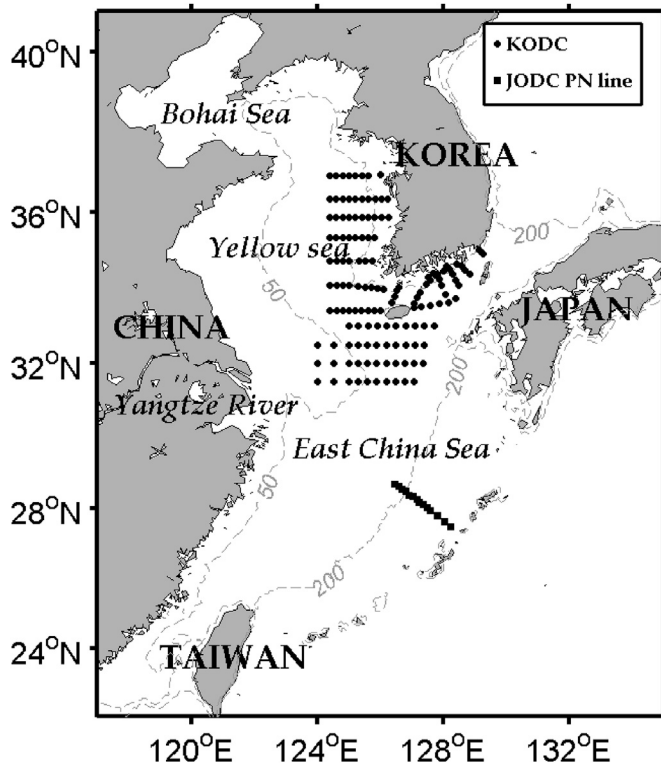 40°N
36°N
32°N
28°N
24°N
120°E
124°E
128°E
132°E
KODC
JODC PN line
Bohai Sea
KOREA
Yellow sea
200
50
CHINA
JAPAN
Yangtze River
200
East China Sea
50
200
TAIWAN